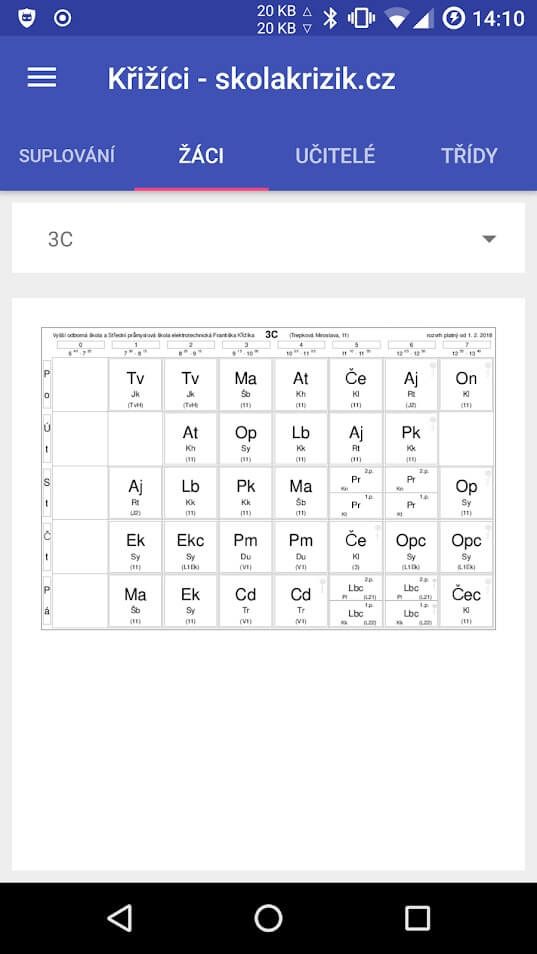 20 KB
20 KB
14:10
Křižíci - skolakrizik.cz
SUPLOVÁNÍ ŽÁCI UČITELÉ TŘÍDY
3C
Vyšší odborná škola a Střední průmyslová škola elektrotechnická Františka Křižíka 3C (Trepková Miroslava, 11) rozvrh platný od 1. 2. 2018
0 1 2 3 4 5 6 7
Po
Tv Tv Ma At Če Aj On
Jk Jk Šb Kh Kl Rt Kl
(TvH) (TvH) (11) (11) (11) (J2) (11)
Út
At Op Lb Aj Pk
Kh Sy Kk Rt Kk
(11) (11) (11) (11) (11)
St
Aj Lb Pk Ma Pr 2.p. Pr 2.p. Op
Rt Kk Kk Šb Pr 1.p. Pr 1.p. Sy
(J2) (11) (11) (11) (11)
Čt
Ek Ekc Pm Pm Če Opc Opc
Sy Sy Du Du Kl Sy Sy
(11) (L1Ek) (V1) (V1) (3) (L1Ek) (L1Ek)
Pá
Ma Ek Cd Cd Lbc 2.p. Lbc 2.p. Čec
Pl (L21) Pl (L21)
Šb Sy Tr Tr Lbc 1.p. Lbc 1.p. Kl
(11) (11) (V1) (V1) Kk (L22) Kk (L22) (11)